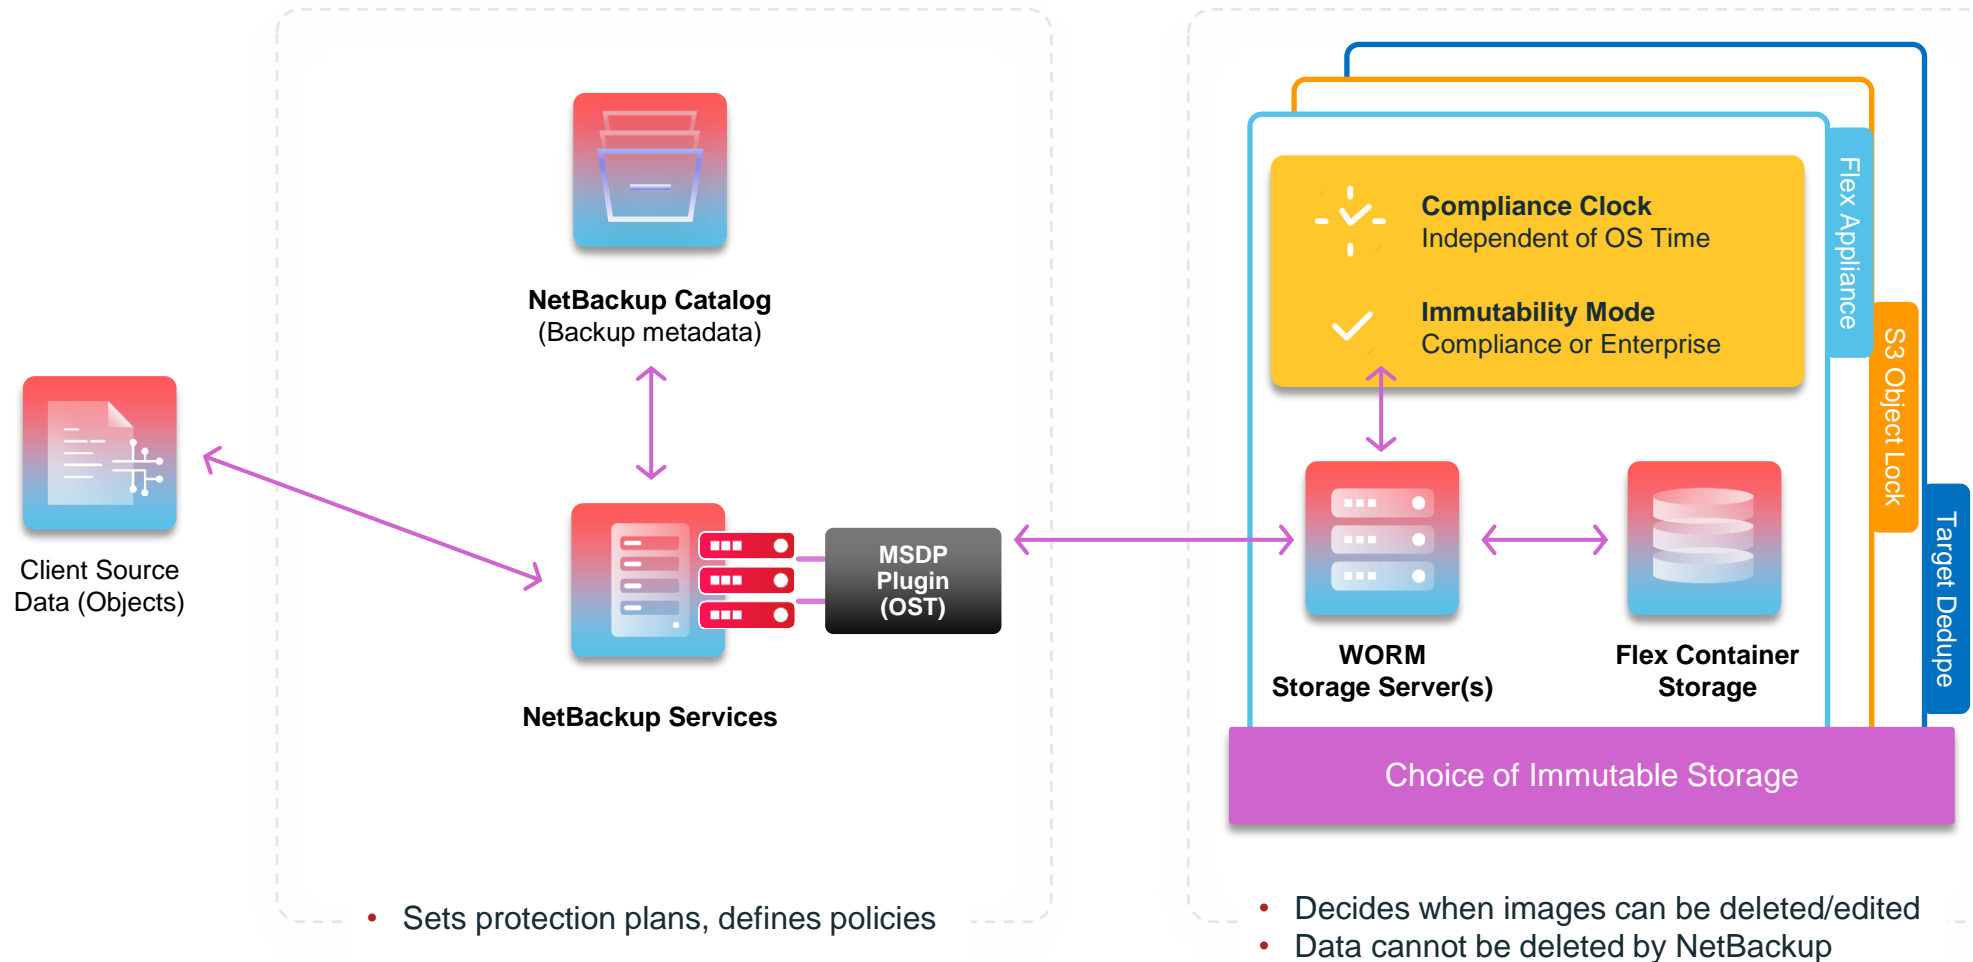 Client Source
Data (Objects)
NetBackup Catalog
(Backup metadata)
NetBackup Services
MSDP
Plugin
(OST)
• Sets protection plans, defines policies
Compliance Clock
Independent of OS Time
Immutability Mode
Compliance or Enterprise
WORM
Storage Server(s)
Flex Container
Storage
Flex Appliance
S3 Object Lock
Target Dedupe
Choice of Immutable Storage
• Decides when images can be deleted/edited
• Data cannot be deleted by NetBackup